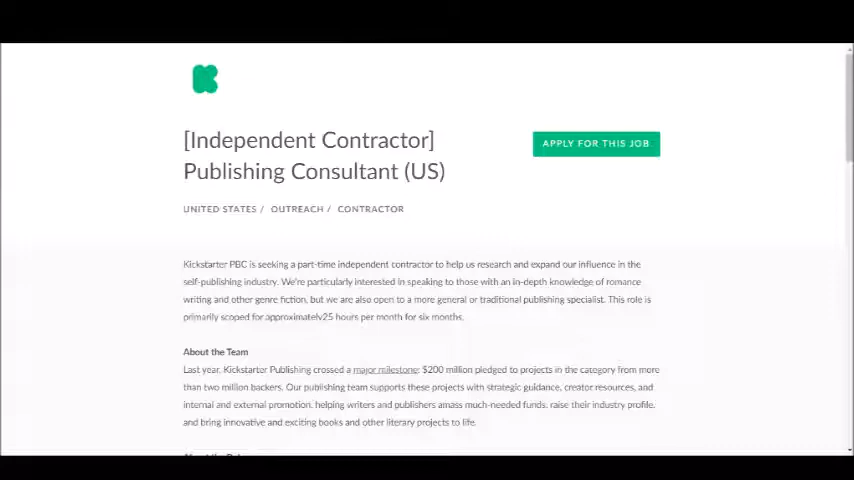 [Independent Contractor]
Publishing Consultant (US)
APPLY FOR THIS JOB
UNITED STATES / OUTREACH / CONTRACTOR
Kickstarter PBC is seeking a part-time independent contractor to help us research and expand our influence in the
self-publishing industry. We're particularly interested in speaking to those with an in-depth knowledge of romance
writing and other genre fiction, but we are also open to a more general or traditional publishing specialist. This role is
primarily scoped for approximately25 hours per month for six months.
About the Team
Last year, Kickstarter Publishing crossed a major milestone: $200 million pledged to projects in the category from more
than two million backers. Our publishing team supports these projects with strategic guidance, creator resources, and
internal and external promotion, helping writers and publishers amass much-needed funds, raise their industry profile,
and bring innovative and exciting books and other literary projects to life.